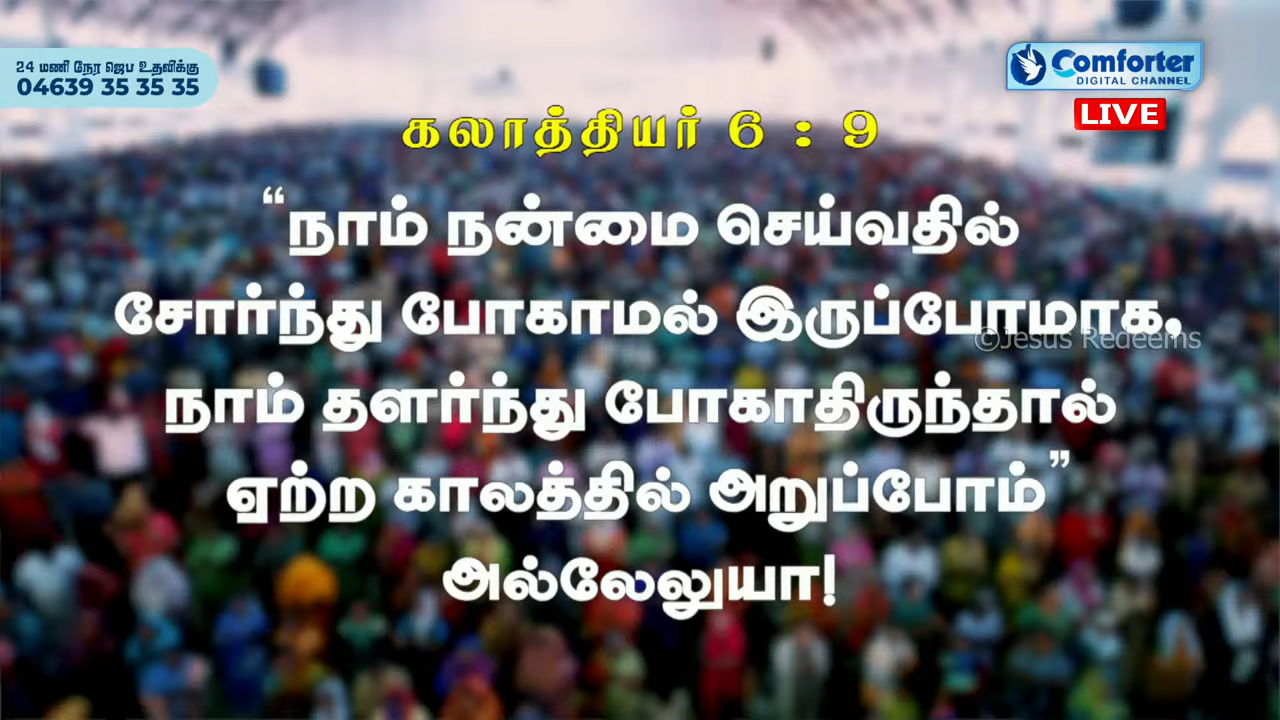 24 மணி நேர ஜெப உதவிக்கு
04639 35 35 35
Comforter
DIGITAL CHANNEL
LIVE
கலாத்தியர் 6 : 9
“நாம் நன்மை செய்வதில்
சோர்ந்து போகாமல் இருப்போமாக,
©Jesus Redeems
நாம் தளர்ந்து போகாதிருந்தால்
ஏற்ற காலத்தில் அறுப்போம்”
அல்லேலுயா!